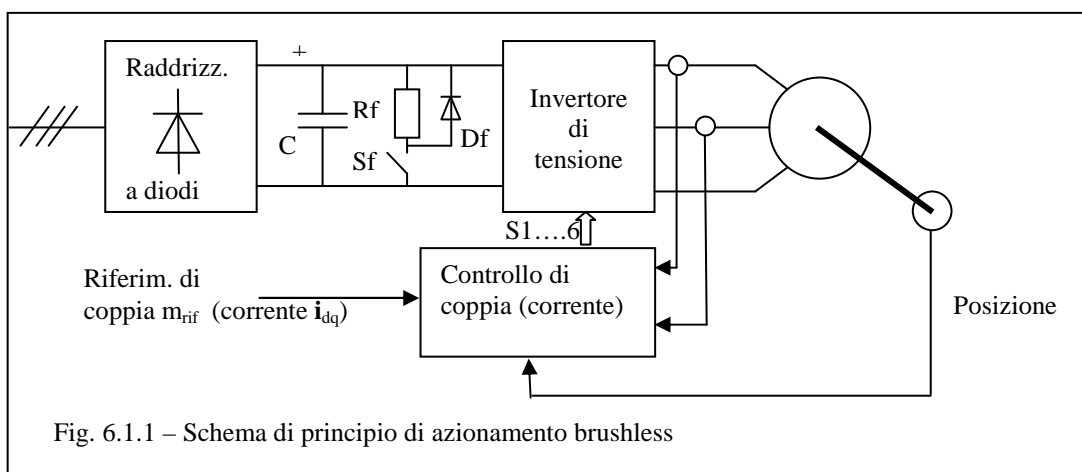 Raddrizz.
a diodi
+
C
Rf
Sf
Df
Invertore
di
tensione
S1….6
Riferim. di
coppia m_rif (corrente i_dq)
Controllo di
coppia (corrente)
Posizione
Fig. 6.1.1 – Schema di principio di azionamento brushless